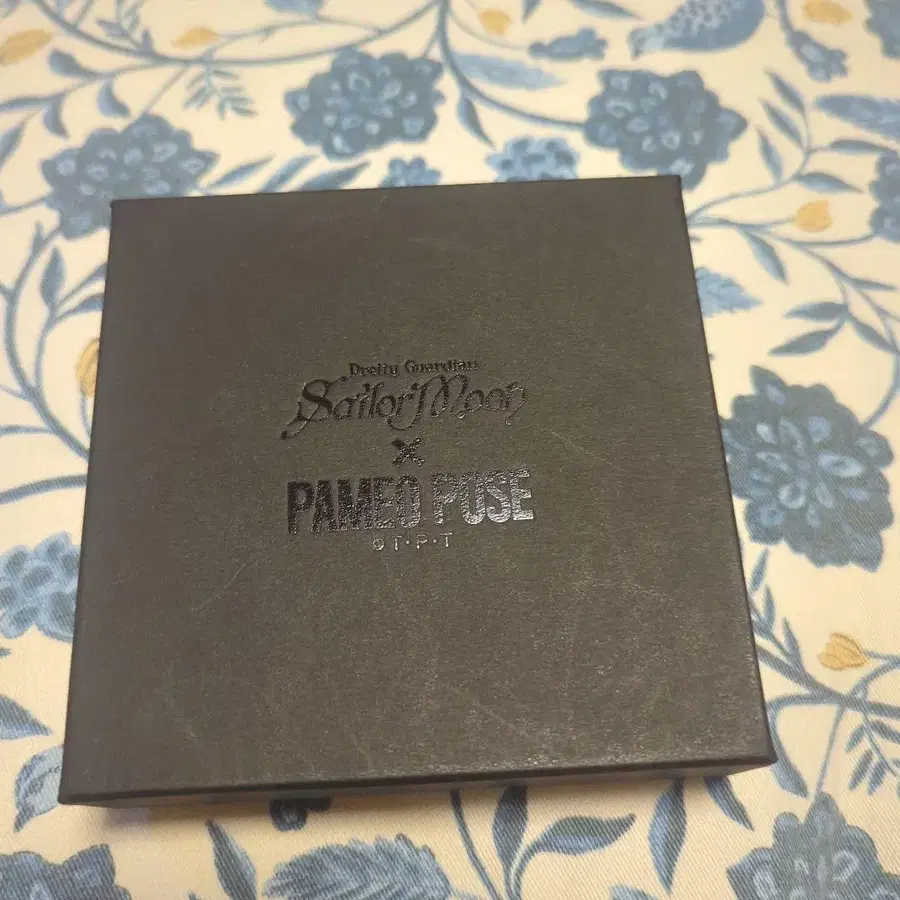 Pretty Guardian
Sailor Moon
×
PAMEO POSE
©T·P·T